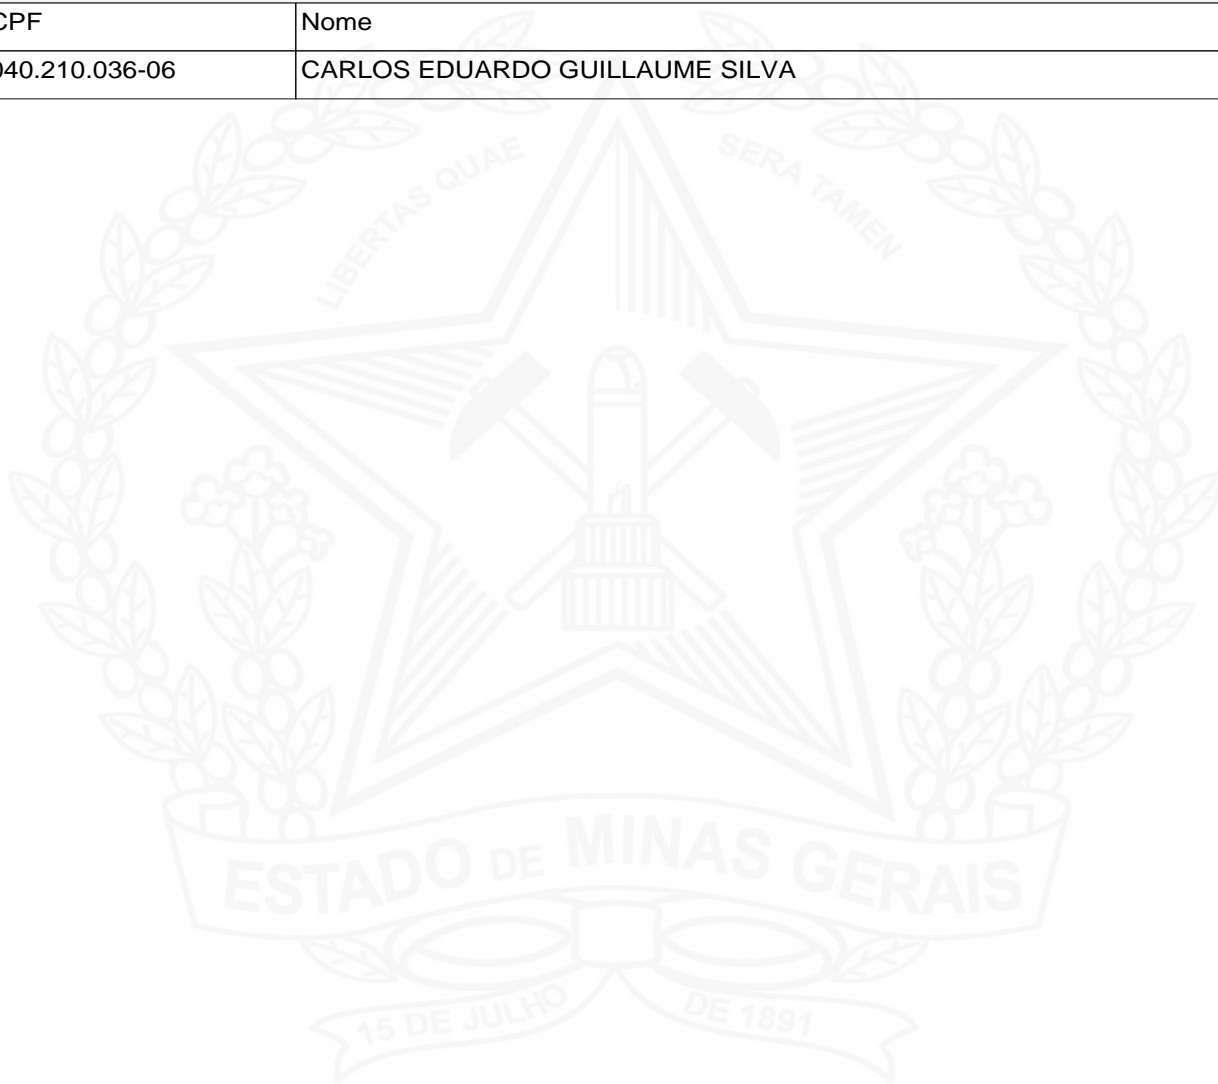 CPF Nome
040.210.036-06 CARLOS EDUARDO GUILLAUME SILVA
LIBERTAS QUAE SERA TAMEN
ESTADO DE MINAS GERAIS
15 DE JULHO DE 1891